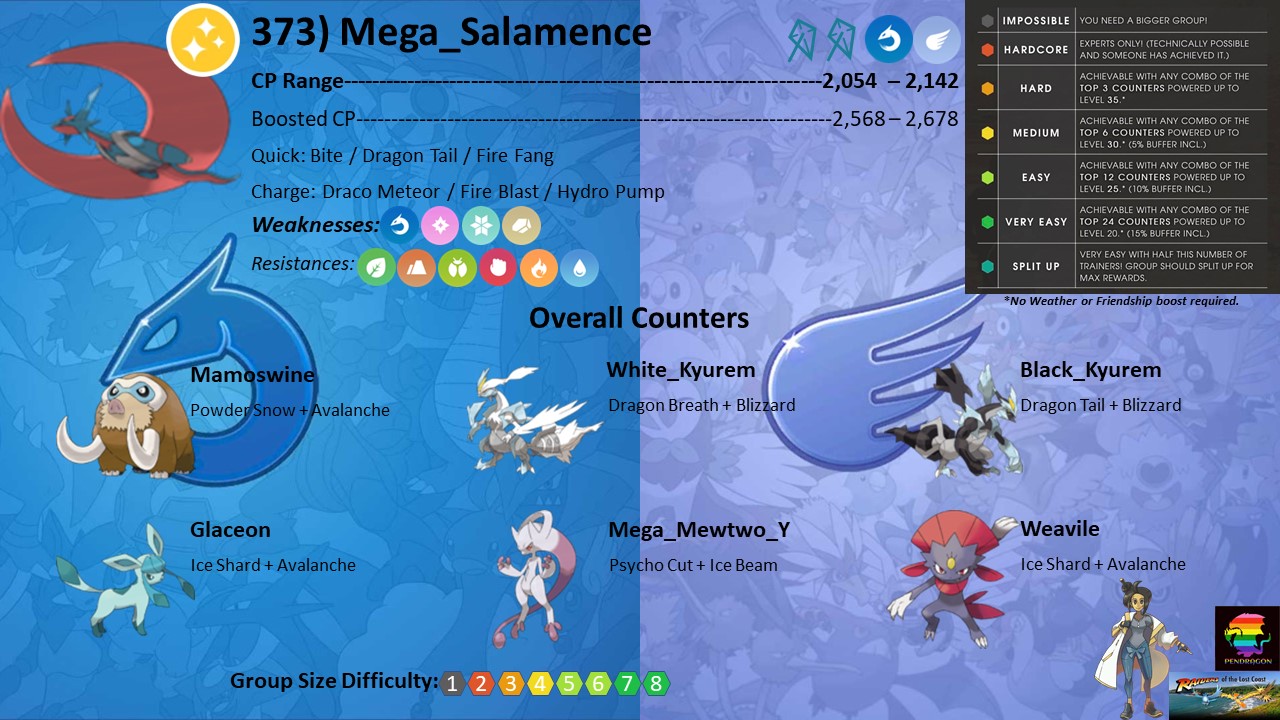 373) Mega_Salamence
CP Range------------------------------------------------------------------------2,054 – 2,142
Boosted CP------------------------------------------------------------------------2,568 – 2,678
Quick: Bite / Dragon Tail / Fire Fang
Charge: Draco Meteor / Fire Blast / Hydro Pump
Weaknesses:
Resistances:
IMPOSSIBLE YOU NEED A BIGGER GROUP!
HARDCORE EXPERTS ONLY! (TECHNICALLY POSSIBLE
AND SOMEONE HAS ACHIEVED IT.)
HARD ACHIEVABLE WITH ANY COMBO OF THE
TOP 3 COUNTERS POWERED UP TO
LEVEL 35.*
MEDIUM ACHIEVABLE WITH ANY COMBO OF THE
TOP 6 COUNTERS POWERED UP TO
LEVEL 30.* (5% BUFFER INCL.)
EASY ACHIEVABLE WITH ANY COMBO OF THE
TOP 12 COUNTERS POWERED UP TO
LEVEL 25.* (10% BUFFER INCL.)
VERY EASY ACHIEVABLE WITH ANY COMBO OF THE
TOP 24 COUNTERS POWERED UP TO
LEVEL 20.* (15% BUFFER INCL.)
SPLIT UP VERY EASY WITH HALF THIS NUMBER OF
TRAINERS! GROUP SHOULD SPLIT UP FOR
MAX REWARDS.
*No Weather or Friendship boost required.
Overall Counters
Mamoswine
Powder Snow + Avalanche
White_Kyurem
Dragon Breath + Blizzard
Black_Kyurem
Dragon Tail + Blizzard
Glaceon
Ice Shard + Avalanche
Mega_Mewtwo_Y
Psycho Cut + Ice Beam
Weavile
Ice Shard + Avalanche
Group Size Difficulty: 1 2 3 4 5 6 7 8
PENDRAGON
RAIDERS of the Lost Coast